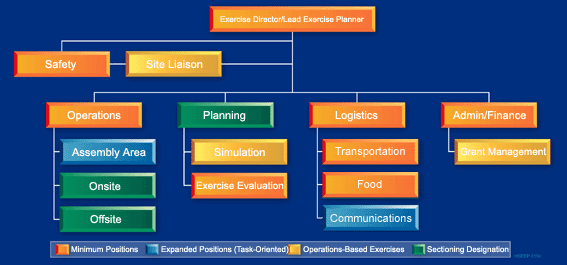 Exercise Director/Lead Exercise Planner
Safety
Site Liaison
Operations
Planning
Logistics
Admin/Finance
Assembly Area
Simulation
Transportation
Grant Management
Onsite
Exercise Evaluation
Food
Offsite
Communications
Minimum Positions
Expanded Positions (Task-Oriented)
Operations-Based Exercises
Sectioning Designation